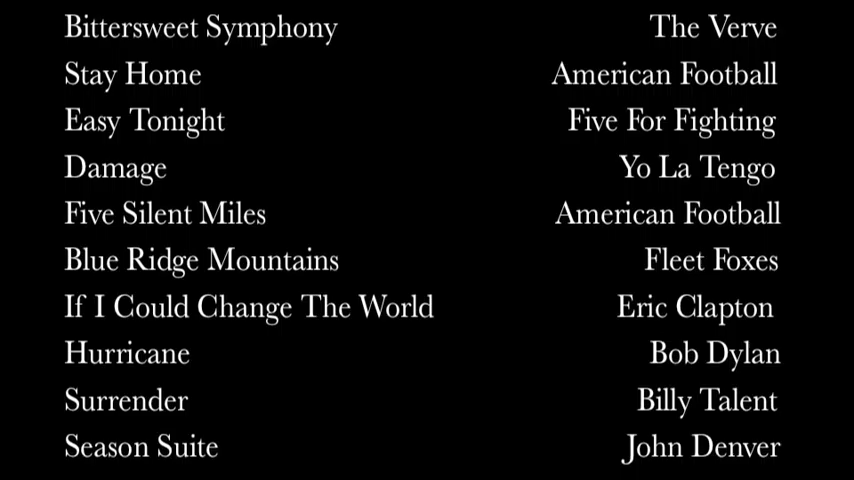 Bittersweet Symphony The Verve
Stay Home American Football
Easy Tonight Five For Fighting
Damage Yo La Tengo
Five Silent Miles American Football
Blue Ridge Mountains Fleet Foxes
If I Could Change The World Eric Clapton
Hurricane Bob Dylan
Surrender Billy Talent
Season Suite John Denver